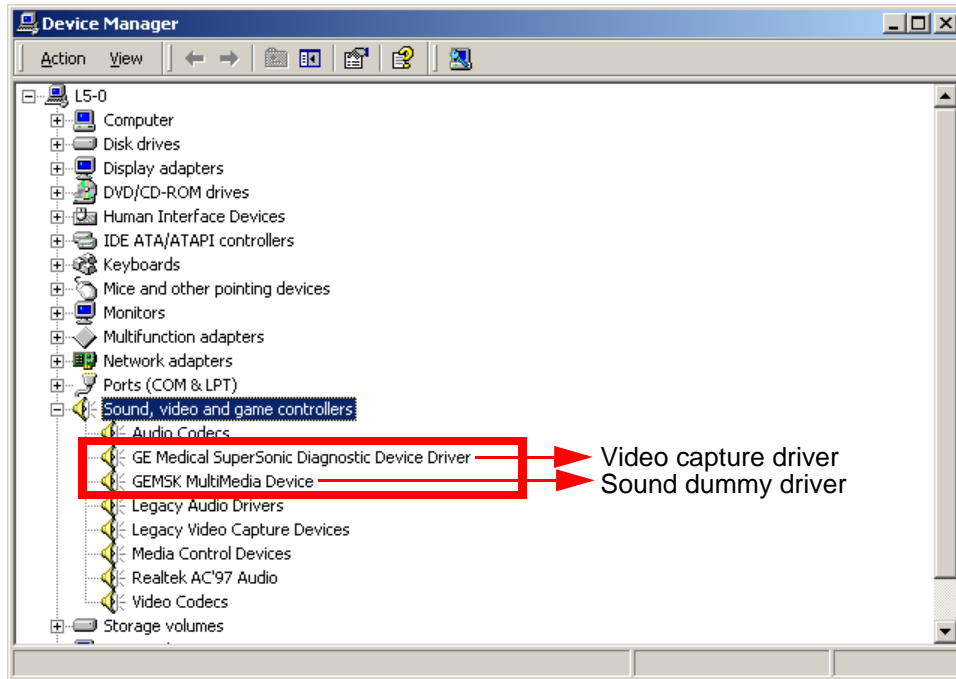 Device Manager
Action View
L5-0
Computer
Disk drives
Display adapters
DVD/CD-ROM drives
Human Interface Devices
IDE ATA/ATAPI controllers
Keyboards
Mice and other pointing devices
Monitors
Multifunction adapters
Network adapters
Ports (COM & LPT)
Sound, video and game controllers
Audio Codecs
GE Medical SuperSonic Diagnostic Device Driver Video capture driver
GEMSK MultiMedia Device Sound dummy driver
Legacy Audio Drivers
Legacy Video Capture Devices
Media Control Devices
Realtek AC'97 Audio
Video Codecs
Storage volumes